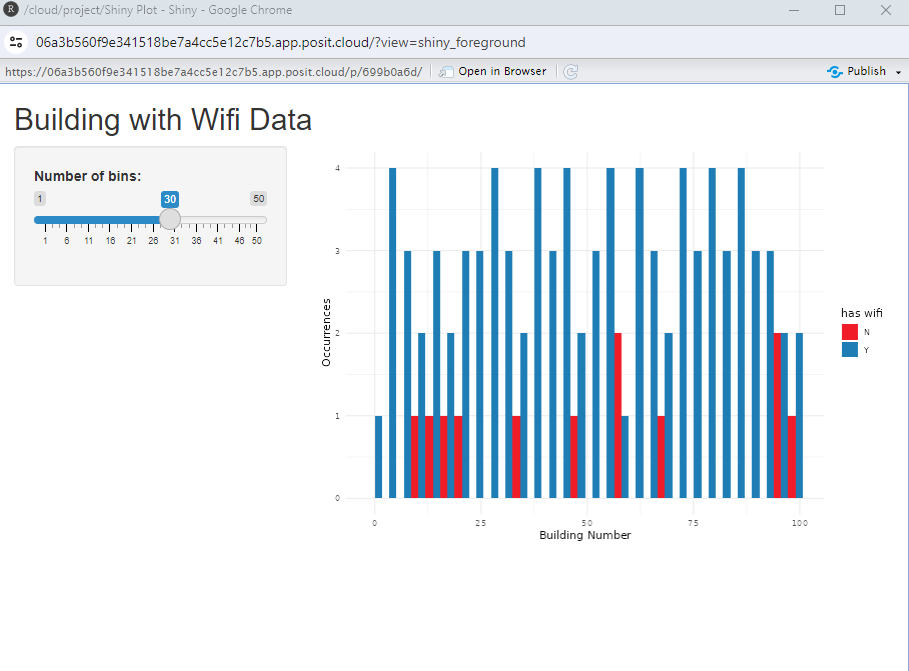 R /cloud/project/Shiny Plot - Shiny - Google Chrome
06a3b560f9e341518be7a4cc5e12c7b5.app.posit.cloud/?view=shiny_foreground
https://06a3b560f9e341518be7a4cc5e12c7b5.app.posit.cloud/p/699b0a6d/ Open in Browser Publish
Building with Wifi Data
Number of bins:
1 30 50
1 6 11 16 21 26 31 36 41 46 50
Occurrences
4
3
2
1
0
0 25 50 75 100
Building Number
has wifi
N
Y